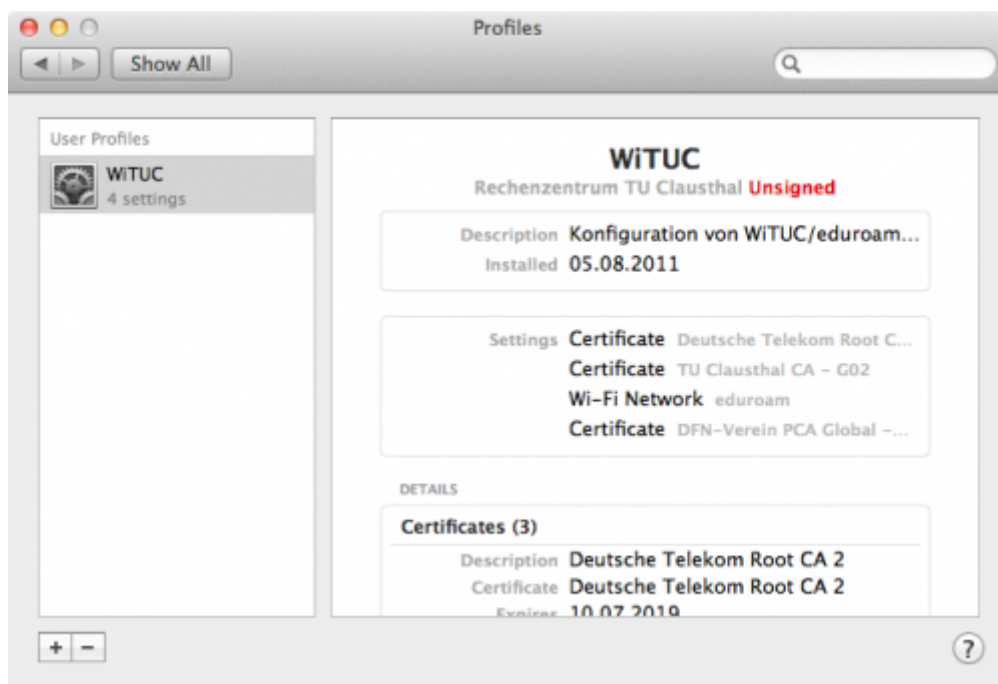 Profiles
Show All
User Profiles
WiTUC
4 settings
WiTUC
Rechenzentrum TU Clausthal Unsigned
Description Konfiguration von WiTUC/eduroam...
Installed 05.08.2011
Settings Certificate Deutsche Telekom Root C...
Certificate TU Clausthal CA – G02
Wi-Fi Network eduroam
Certificate DFN-Verein PCA Global –...
DETAILS
Certificates (3)
Description Deutsche Telekom Root CA 2
Certificate Deutsche Telekom Root CA 2
Expires 10.07.2019
+ −
?